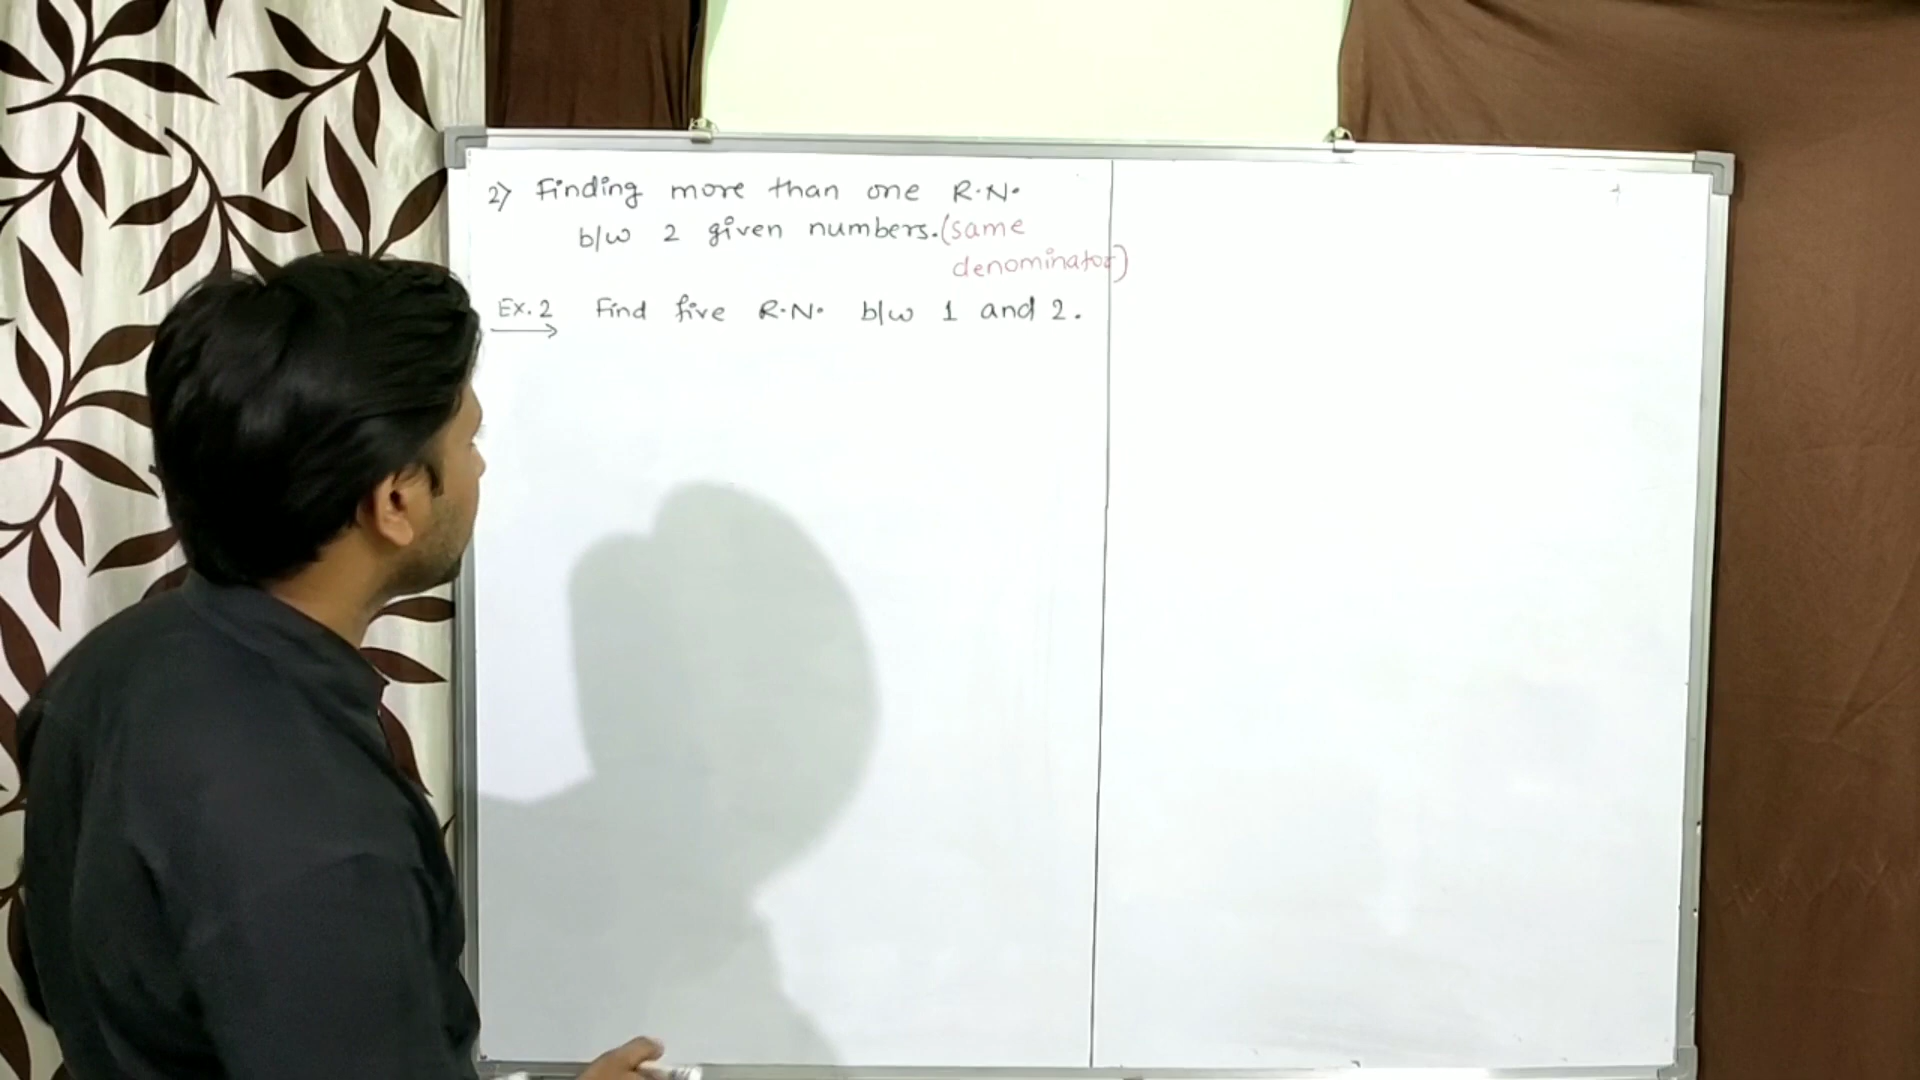 2) Finding more than one R.N.
b/w 2 given numbers. (same
denominator)
Ex. 2 Find five R.N. b/w 1 and 2.